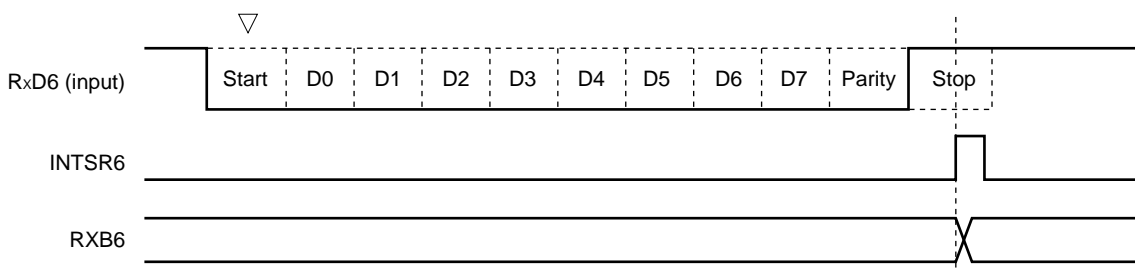 RxD6 (input) Start D0 D1 D2 D3 D4 D5 D6 D7 Parity Stop
INTSR6
RXB6